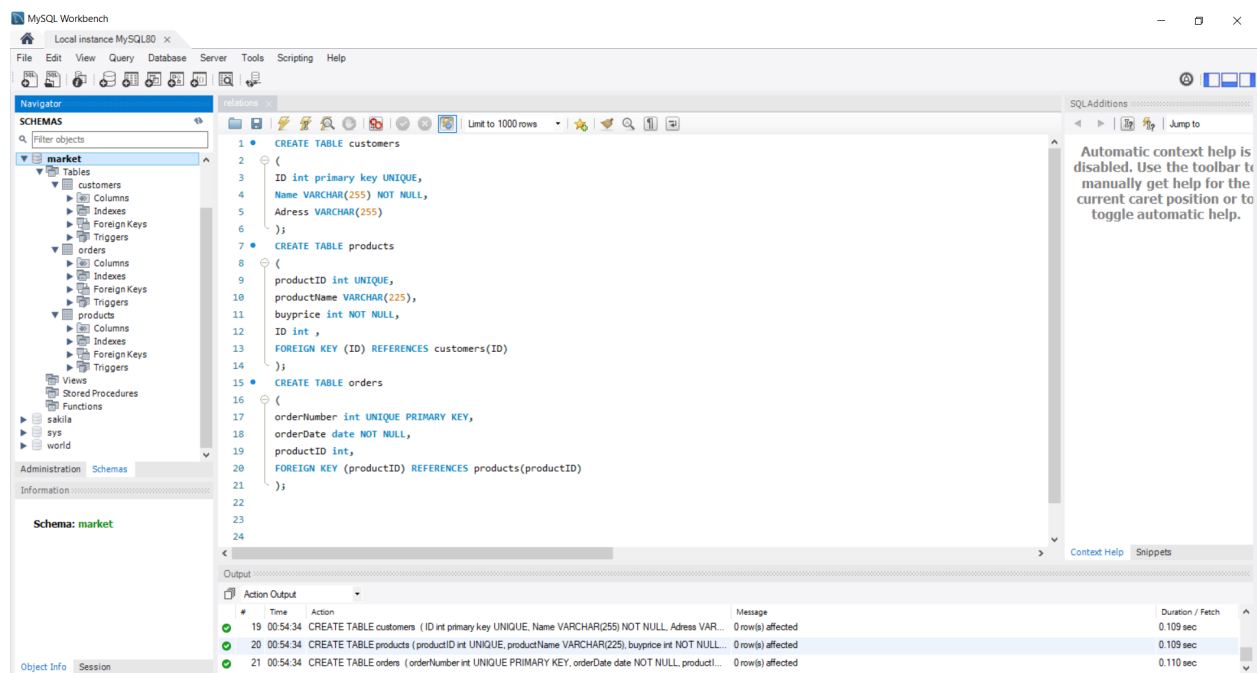 MySQL Workbench
Local instance MySQL80 ×
File Edit View Query Database Server Tools Scripting Help
Navigator
SCHEMAS
Filter objects
market
Tables
customers
Columns
Indexes
Foreign Keys
Triggers
orders
Columns
Indexes
Foreign Keys
Triggers
products
Columns
Indexes
Foreign Keys
Triggers
Views
Stored Procedures
Functions
sakila
sys
world
Administration Schemas
Information
Schema: market
Object Info Session
relations ×
Limit to 1000 rows
1 CREATE TABLE customers
2 (
3 ID int primary key UNIQUE,
4 Name VARCHAR(255) NOT NULL,
5 Adress VARCHAR(255)
6 );
7 CREATE TABLE products
8 (
9 productID int UNIQUE,
10 productName VARCHAR(225),
11 buyprice int NOT NULL,
12 ID int ,
13 FOREIGN KEY (ID) REFERENCES customers(ID)
14 );
15 CREATE TABLE orders
16 (
17 orderNumber int UNIQUE PRIMARY KEY,
18 orderDate date NOT NULL,
19 productID int,
20 FOREIGN KEY (productID) REFERENCES products(productID)
21 );
22
23
24
SQLAdditions
Jump to
Automatic context help is
disabled. Use the toolbar to
manually get help for the
current caret position or to
toggle automatic help.
Context Help Snippets
Output
Action Output
# Time Action Message Duration / Fetch
19 00:54:34 CREATE TABLE customers ( ID int primary key UNIQUE, Name VARCHAR(255) NOT NULL, Adress VAR... 0 row(s) affected 0.109 sec
20 00:54:34 CREATE TABLE products ( productID int UNIQUE, productName VARCHAR(225), buyprice int NOT NULL... 0 row(s) affected 0.109 sec
21 00:54:34 CREATE TABLE orders ( orderNumber int UNIQUE PRIMARY KEY, orderDate date NOT NULL, productI... 0 row(s) affected 0.110 sec